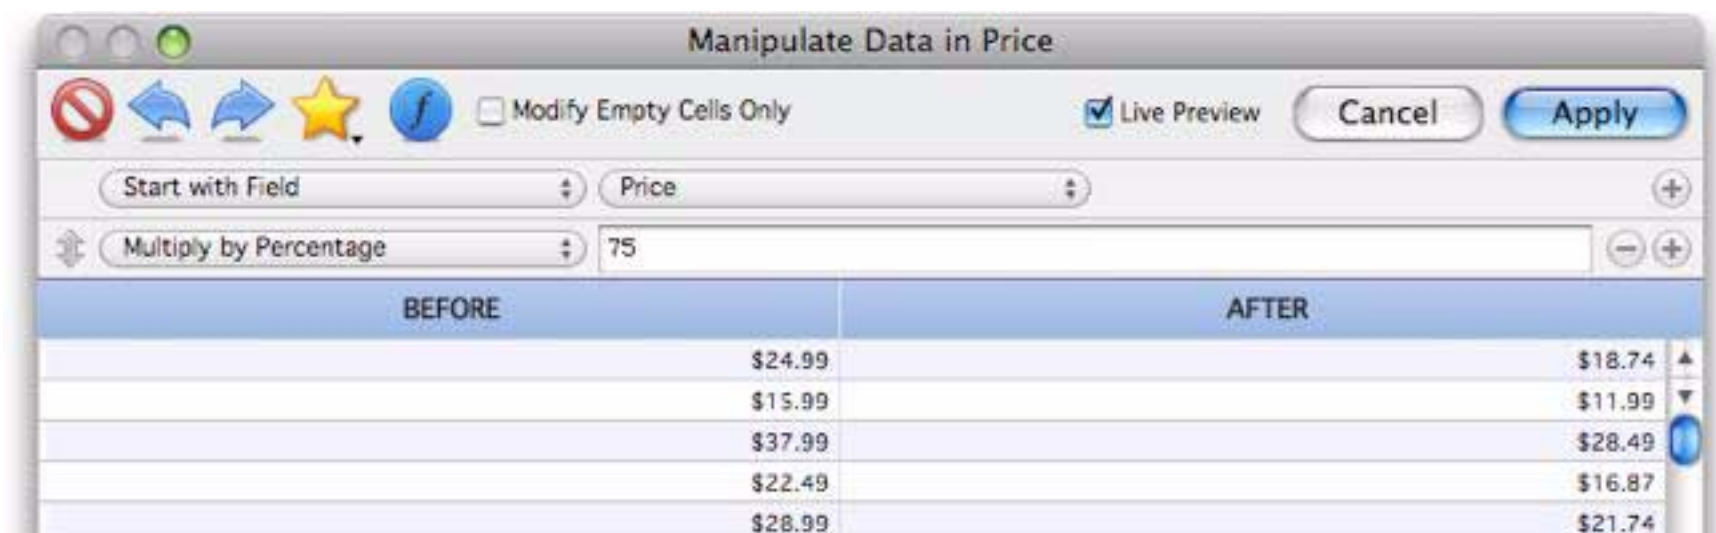 Manipulate Data in Price
f Modify Empty Cells Only Live Preview Cancel Apply
Start with Field Price
Multiply by Percentage 75
BEFORE AFTER
$24.99 $18.74
$15.99 $11.99
$37.99 $28.49
$22.49 $16.87
$28.99 $21.74